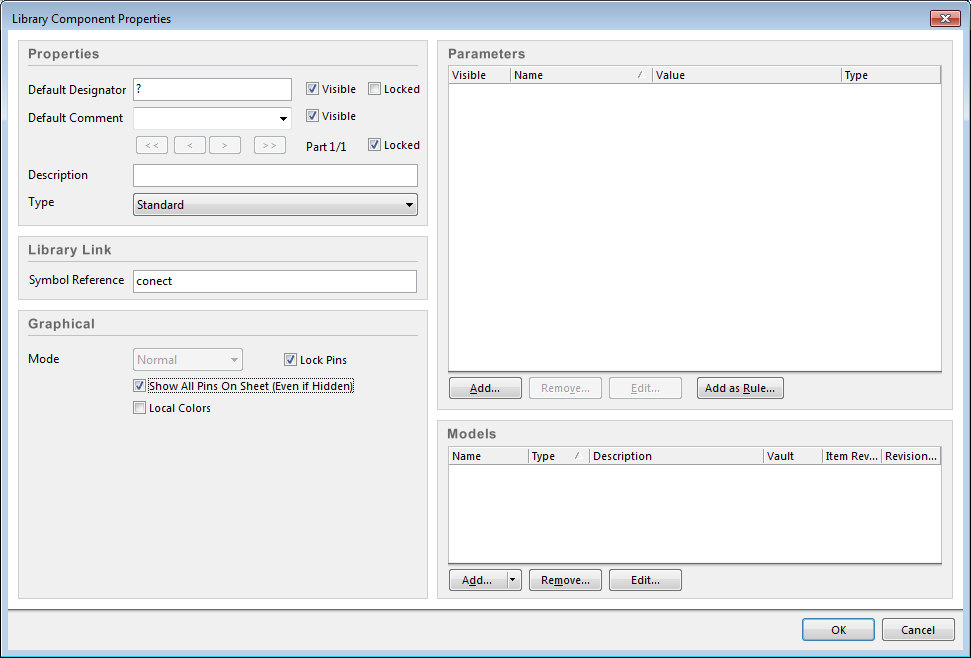 Library Component Properties
Properties
Default Designator ? Visible Locked
Default Comment Visible
<< < > >> Part 1/1 Locked
Description
Type Standard
Library Link
Symbol Reference conect
Graphical
Mode Normal Lock Pins
Show All Pins On Sheet (Even if Hidden)
Local Colors
Parameters
Visible Name Value Type
Add... Remove... Edit... Add as Rule...
Models
Name Type Description Vault Item Rev... Revision...
Add... Remove... Edit...
OK Cancel